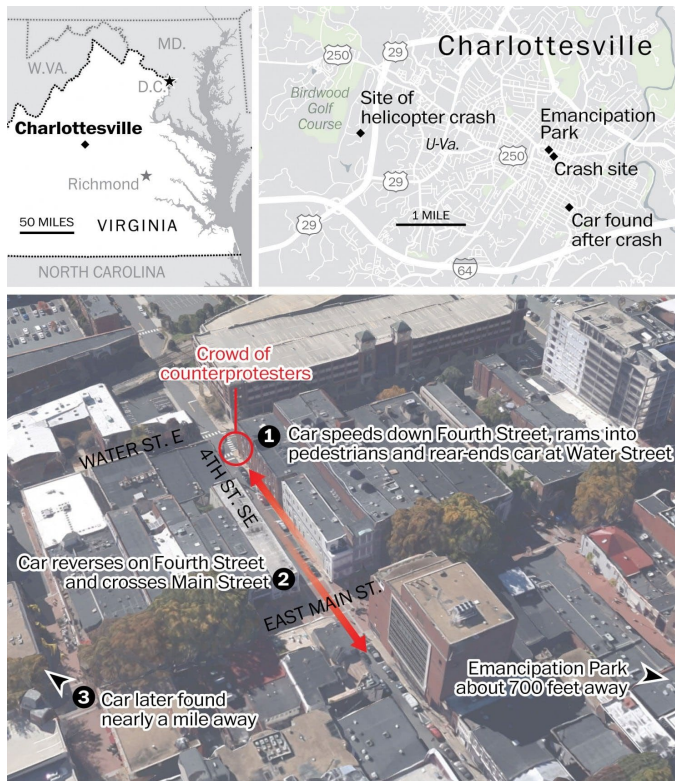 W.VA.
MD.
D.C.
Charlottesville
Richmond
50 MILES
VIRGINIA
NORTH CAROLINA
Charlottesville
250
29
Birdwood
Golf
Course
Site of
helicopter crash
U-Va.
Emancipation
Park
250
Crash site
29
1 MILE
29
Car found
after crash
64
Crowd of
counterprotesters
1 Car speeds down Fourth Street, rams into
pedestrians and rear-ends car at Water Street
WATER ST. E
4TH ST. SE
Car reverses on Fourth Street
and crosses Main Street 2
EAST MAIN ST.
Emancipation Park
about 700 feet away
3 Car later found
nearly a mile away